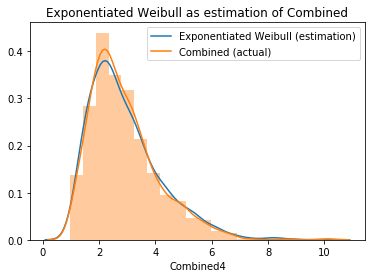 Exponentiated Weibull as estimation of Combined
Exponentiated Weibull (estimation)
Combined (actual)
0.4
0.3
0.2
0.1
0.0
0 2 4 6 8 10
Combined4